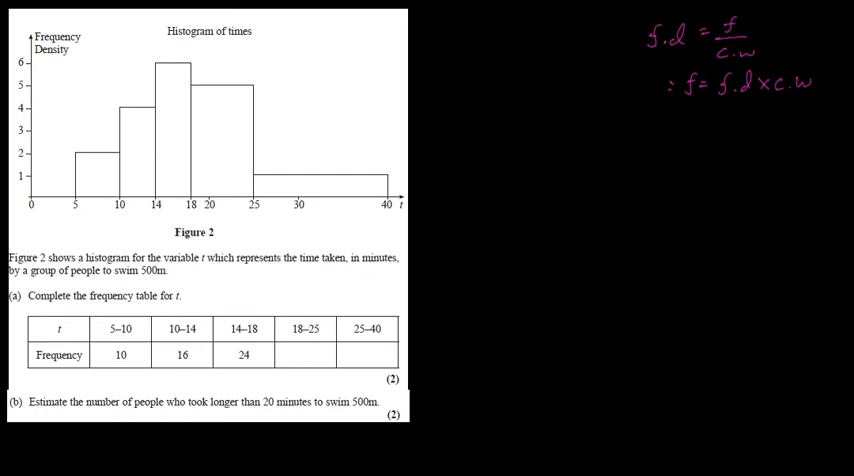 Histogram of times
Frequency
Density
6
5
4
3
2
1
0 5 10 14 18 20 25 30 40 t
Figure 2
Figure 2 shows a histogram for the variable t which represents the time taken, in minutes,
by a group of people to swim 500m.
(a) Complete the frequency table for t.
t 5–10 10–14 14–18 18–25 25–40
Frequency 10 16 24
(2)
(b) Estimate the number of people who took longer than 20 minutes to swim 500m.
(2)
f.d = f / c.w
∴ f = f.d × c.w